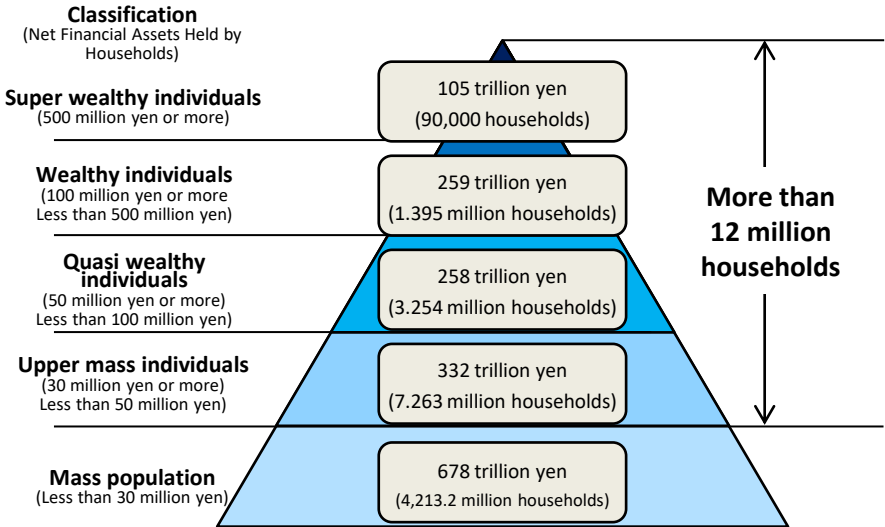 Classification
(Net Financial Assets Held by
Households)
Super wealthy individuals
(500 million yen or more)
105 trillion yen
(90,000 households)
Wealthy individuals
(100 million yen or more
Less than 500 million yen)
259 trillion yen
(1.395 million households)
Quasi wealthy
individuals
(50 million yen or more)
Less than 100 million yen)
258 trillion yen
(3.254 million households)
Upper mass individuals
(30 million yen or more)
Less than 50 million yen)
332 trillion yen
(7.263 million households)
Mass population
(Less than 30 million yen)
678 trillion yen
(4,213.2 million households)
More than
12 million
households